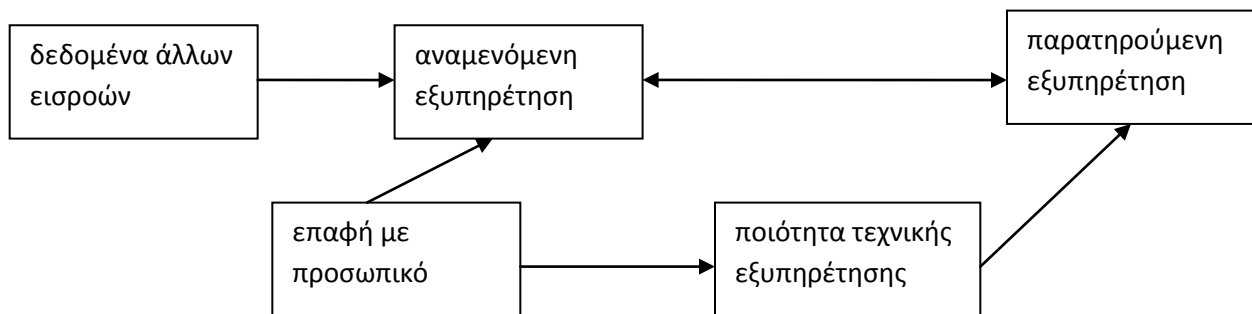 δεδομένα άλλων
εισροών
αναμενόμενη
εξυπηρέτηση
παρατηρούμενη
εξυπηρέτηση
επαφή με
προσωπικό
ποιότητα τεχνικής
εξυπηρέτησης